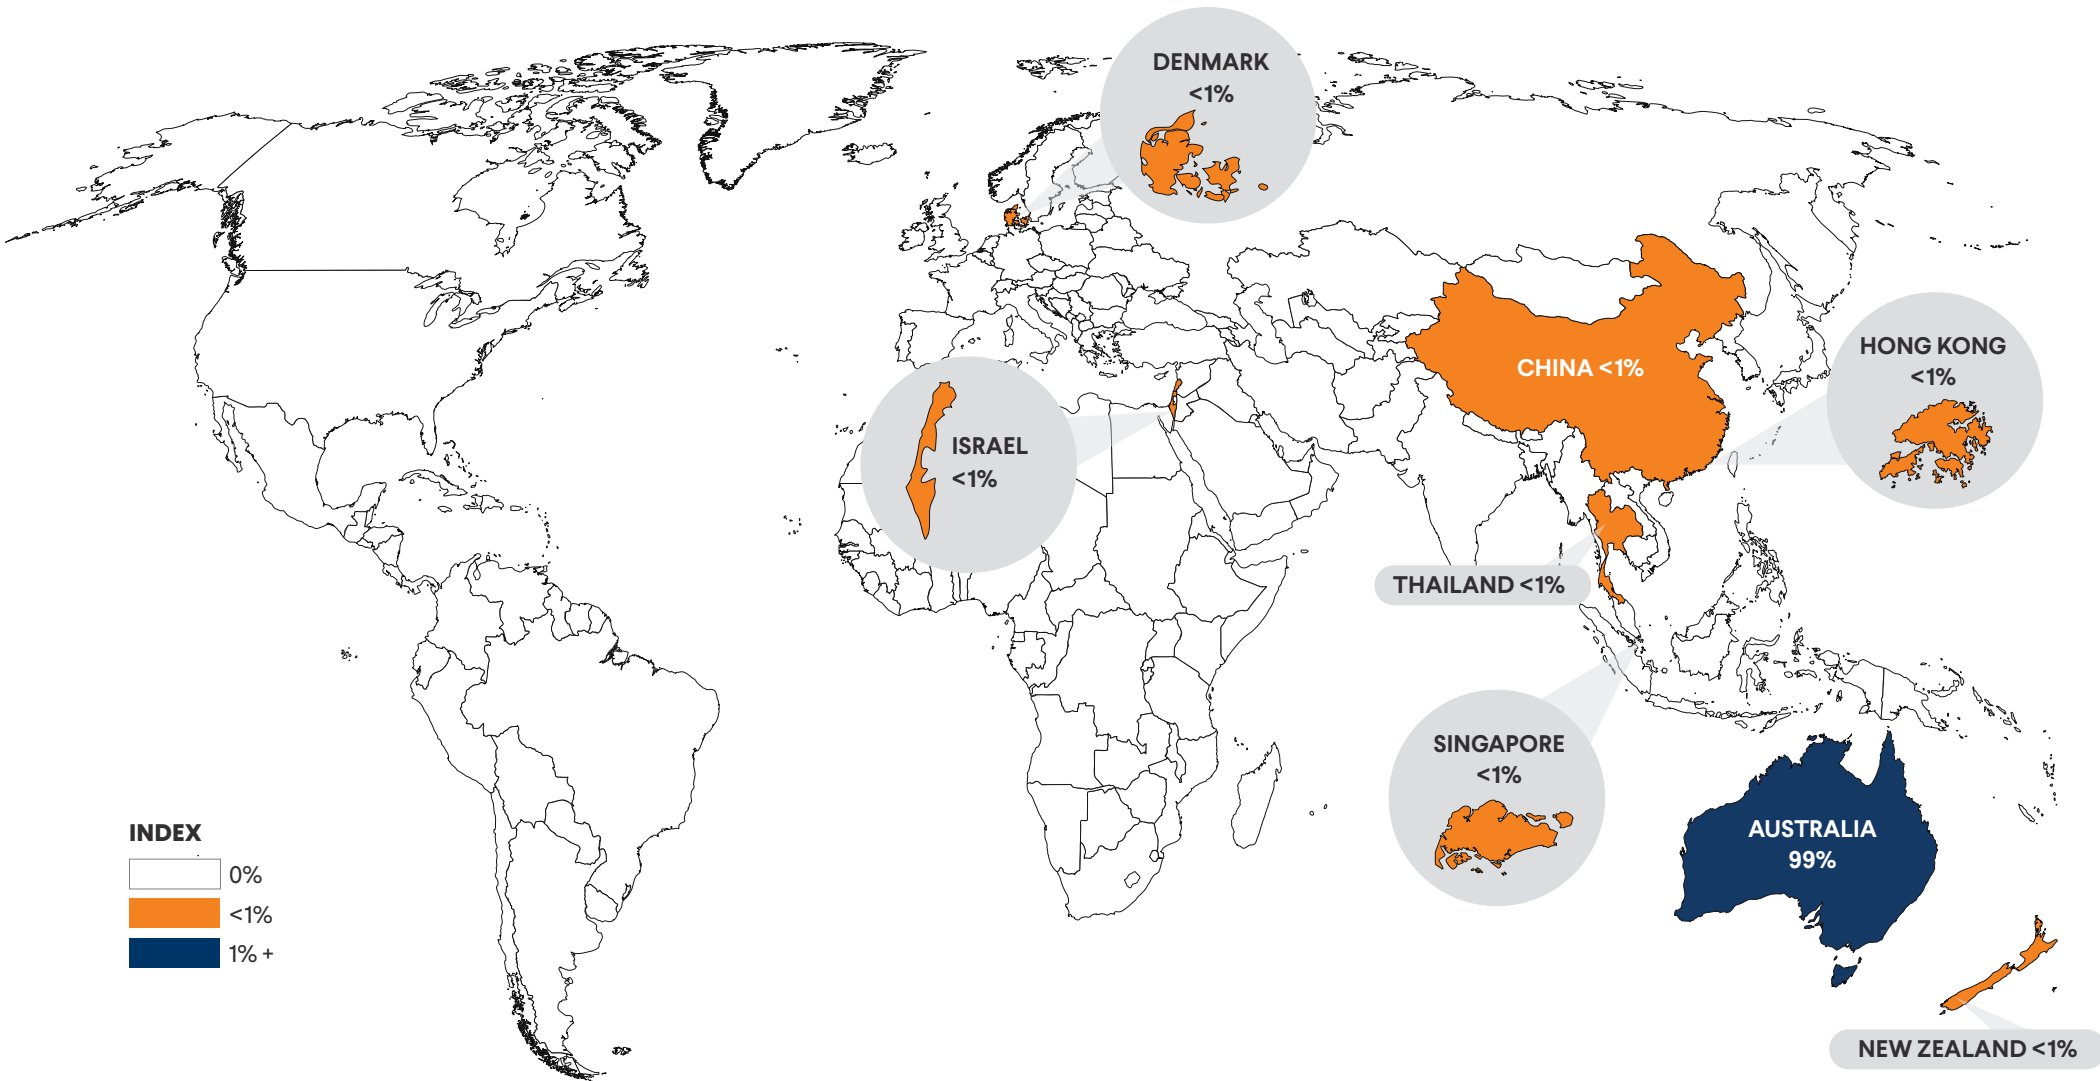 DENMARK
<1%
CHINA <1%
HONG KONG
<1%
ISRAEL
<1%
THAILAND <1%
SINGAPORE
<1%
AUSTRALIA
99%
NEW ZEALAND <1%
INDEX
0%
<1%
1% +